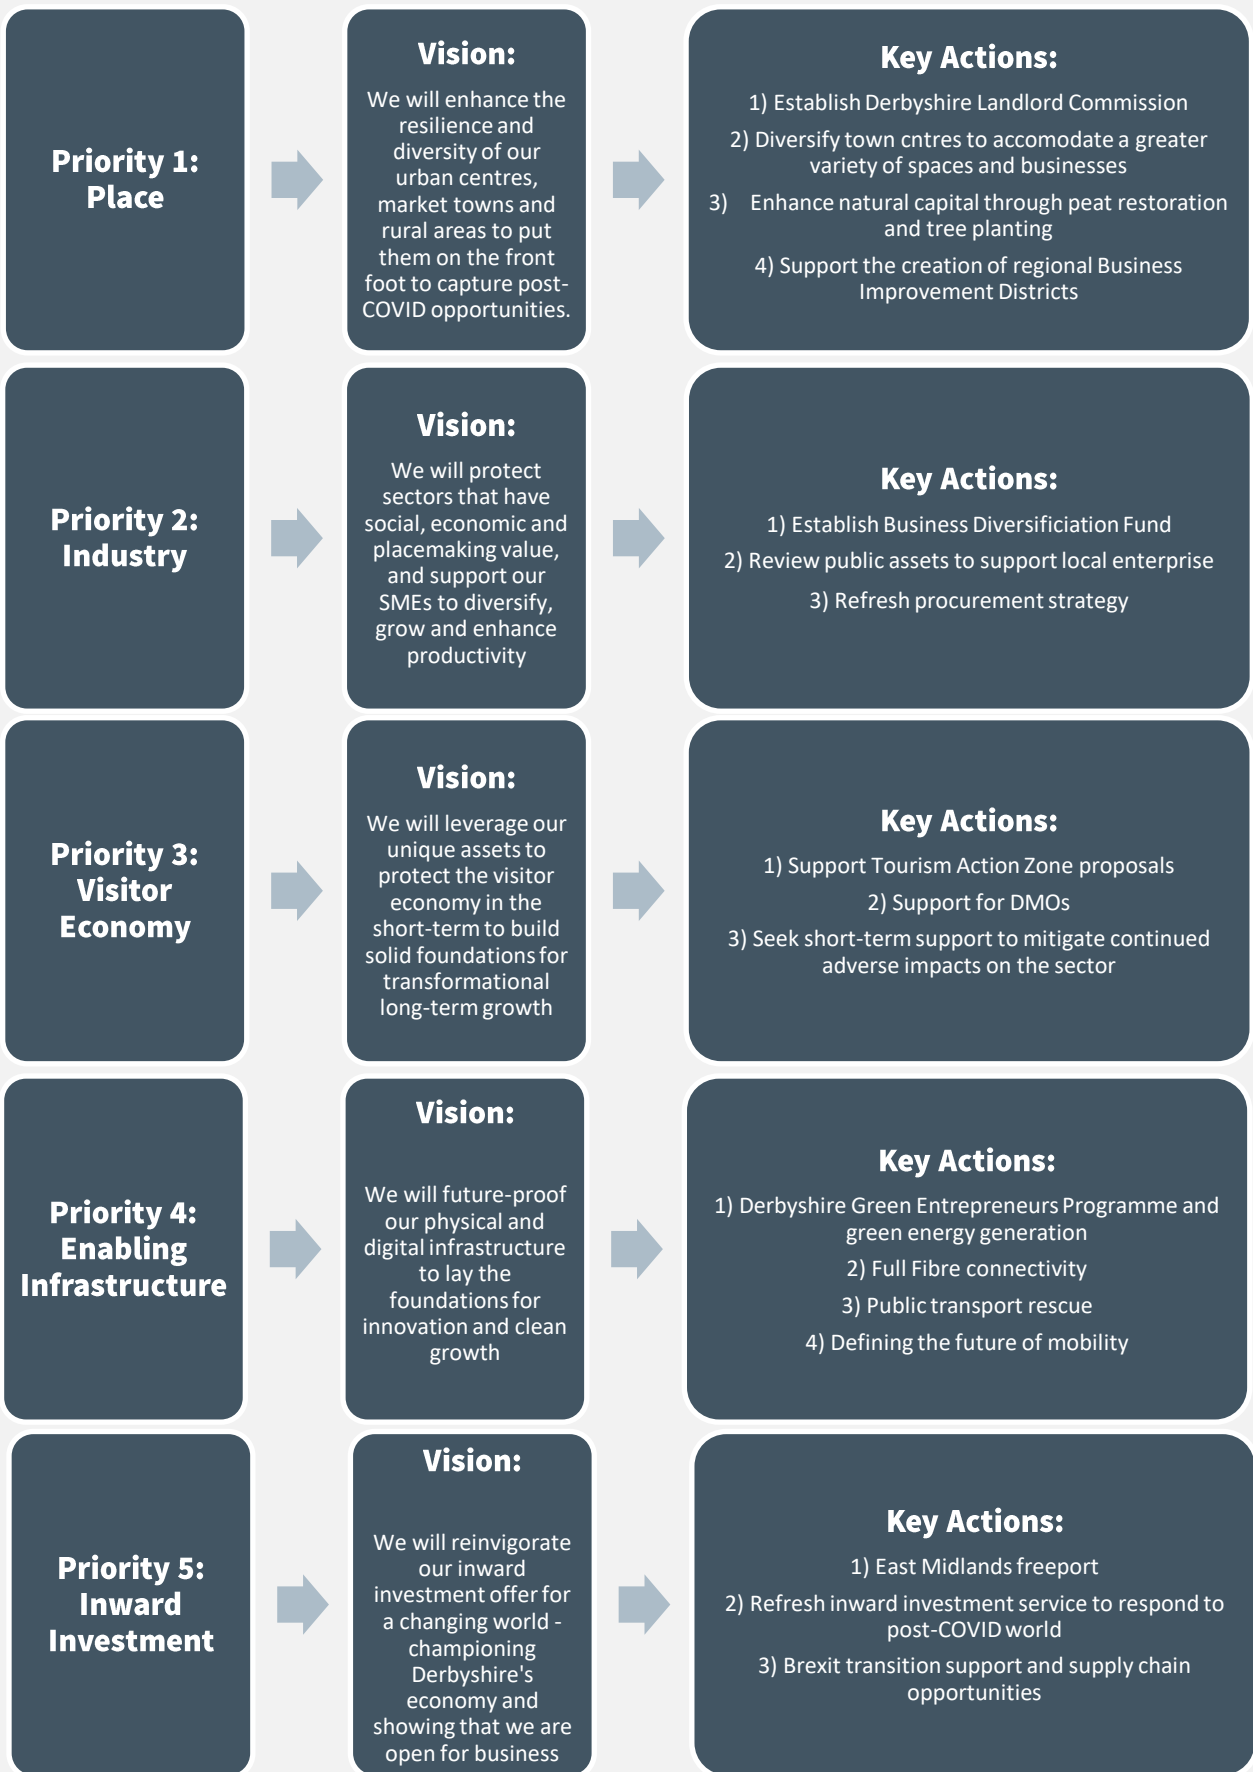 Priority 1:
Place
Vision:
We will enhance the
resilience and
diversity of our
urban centres,
market towns and
rural areas to put
them on the front
foot to capture post-
COVID opportunities.
Key Actions:
1) Establish Derbyshire Landlord Commission
2) Diversify town cntres to accomodate a greater
variety of spaces and businesses
3) Enhance natural capital through peat restoration
and tree planting
4) Support the creation of regional Business
Improvement Districts
Priority 2:
Industry
Vision:
We will protect
sectors that have
social, economic and
placemaking value,
and support our
SMEs to diversify,
grow and enhance
productivity
Key Actions:
1) Establish Business Diversificiation Fund
2) Review public assets to support local enterprise
3) Refresh procurement strategy
Priority 3:
Visitor
Economy
Vision:
We will leverage our
unique assets to
protect the visitor
economy in the
short-term to build
solid foundations for
transformational
long-term growth
Key Actions:
1) Support Tourism Action Zone proposals
2) Support for DMOs
3) Seek short-term support to mitigate continued
adverse impacts on the sector
Priority 4:
Enabling
Infrastructure
Vision:
We will future-proof
our physical and
digital infrastructure
to lay the
foundations for
innovation and clean
growth
Key Actions:
1) Derbyshire Green Entrepreneurs Programme and
green energy generation
2) Full Fibre connectivity
3) Public transport rescue
4) Defining the future of mobility
Priority 5:
Inward
Investment
Vision:
We will reinvigorate
our inward
investment offer for
a changing world -
championing
Derbyshire's
economy and
showing that we are
open for business
Key Actions:
1) East Midlands freeport
2) Refresh inward investment service to respond to
post-COVID world
3) Brexit transition support and supply chain
opportunities